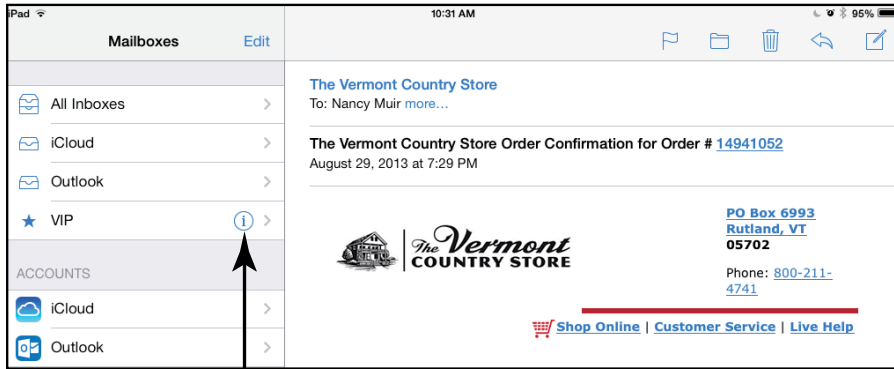 iPad 10:31 AM 95%
Mailboxes Edit
All Inboxes
iCloud
Outlook
VIP i
ACCOUNTS
iCloud
Outlook
The Vermont Country Store
To: Nancy Muir more…
The Vermont Country Store Order Confirmation for Order # 14941052
August 29, 2013 at 7:29 PM
The Vermont
COUNTRY STORE
PO Box 6993
Rutland, VT
05702
Phone: 800-211-
4741
Shop Online | Customer Service | Live Help